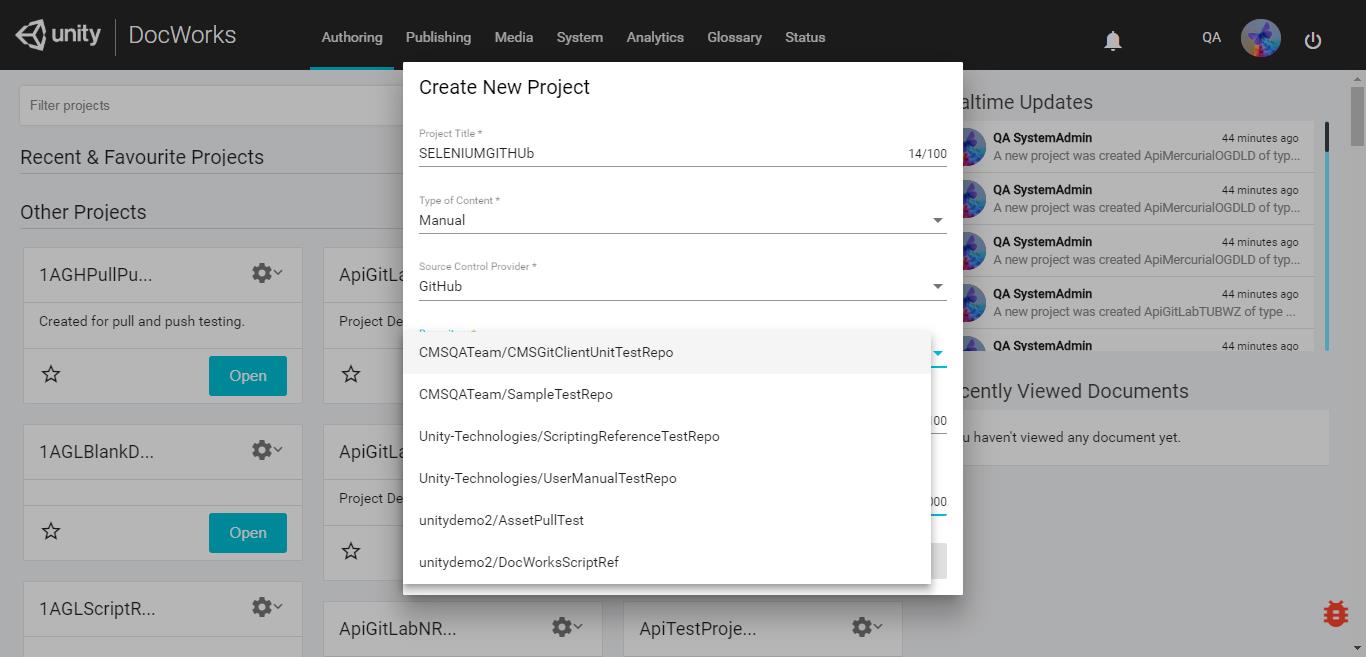 unity DocWorks
Authoring Publishing Media System Analytics Glossary Status
QA
Filter projects
Recent & Favourite Projects
Other Projects
1AGHPullPu...
Created for pull and push testing.
Open
1AGLBlankD...
Open
1AGLScriptR...
ApiGitLa
Project De
ApiGitLa
Project De
ApiGitLabNR...
ApiTestProje...
Create New Project
Project Title *
SELENIUMGITHUb 14/100
Type of Content *
Manual
Source Control Provider *
GitHub
CMSQATeam/CMSGitClientUnitTestRepo
CMSQATeam/SampleTestRepo
Unity-Technologies/ScriptingReferenceTestRepo
Unity-Technologies/UserManualTestRepo
unitydemo2/AssetPullTest
unitydemo2/DocWorksScriptRef
00
000
altime Updates
QA SystemAdmin 44 minutes ago
A new project was created ApiMercurialOGDLD of typ...
QA SystemAdmin 44 minutes ago
A new project was created ApiMercurialOGDLD of typ...
QA SystemAdmin 44 minutes ago
A new project was created ApiMercurialOGDLD of typ...
QA SystemAdmin 44 minutes ago
A new project was created ApiGitLabTUBWZ of type ...
QA SystemAdmin 44 minutes ago
cently Viewed Documents
u haven't viewed any document yet.